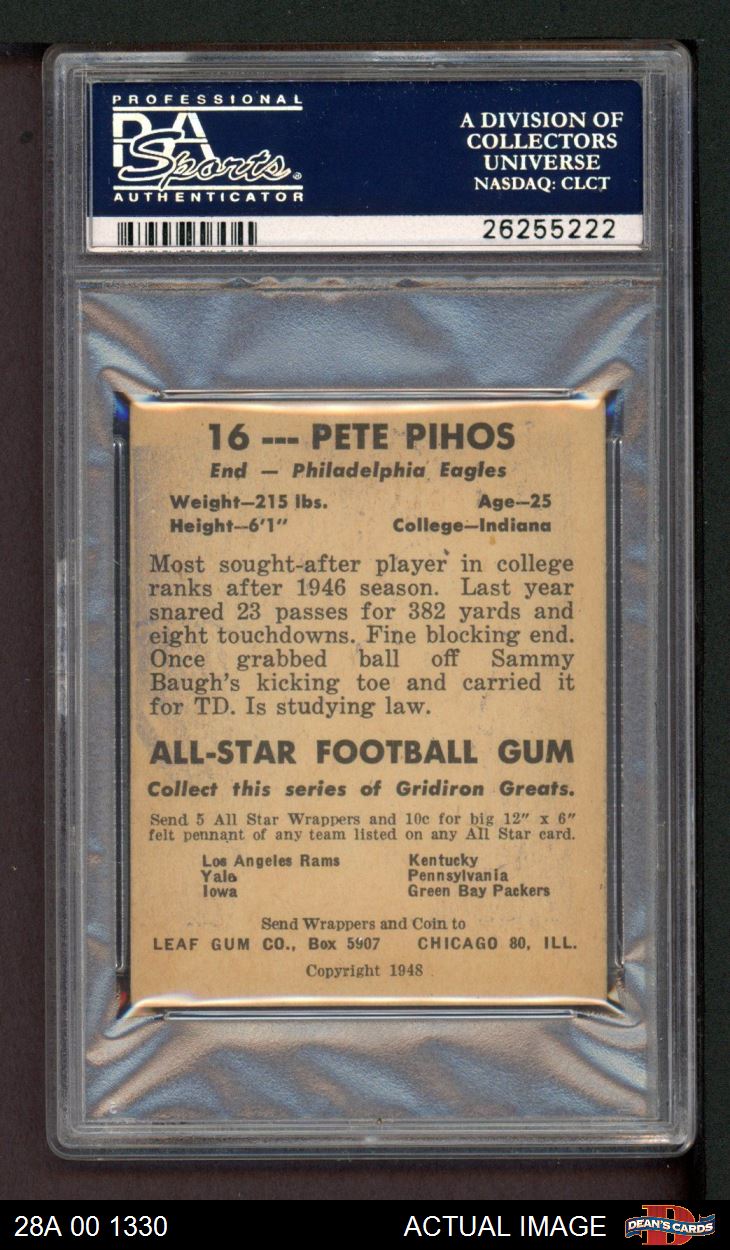 PROFESSIONAL
PSA
Sports®
AUTHENTICATOR
A DIVISION OF
COLLECTORS
UNIVERSE
NASDAQ: CLCT
26255222
16 --- PETE PIHOS
End — Philadelphia Eagles
Weight—215 lbs. Age—25
Height—6'1" College—Indiana
Most sought-after player in college
ranks after 1946 season. Last year
snared 23 passes for 382 yards and
eight touchdowns. Fine blocking end.
Once grabbed ball off Sammy
Baugh's kicking toe and carried it
for TD. Is studying law.
ALL-STAR FOOTBALL GUM
Collect this series of Gridiron Greats.
Send 5 All Star Wrappers and 10c for big 12" x 6"
felt pennant of any team listed on any All Star card.
Los Angeles Rams Kentucky
Yale Pennsylvania
Iowa Green Bay Packers
Send Wrappers and Coin to
LEAF GUM CO., Box 5907 CHICAGO 80, ILL.
Copyright 1948
28A 00 1330 ACTUAL IMAGE DEAN'S CARDS